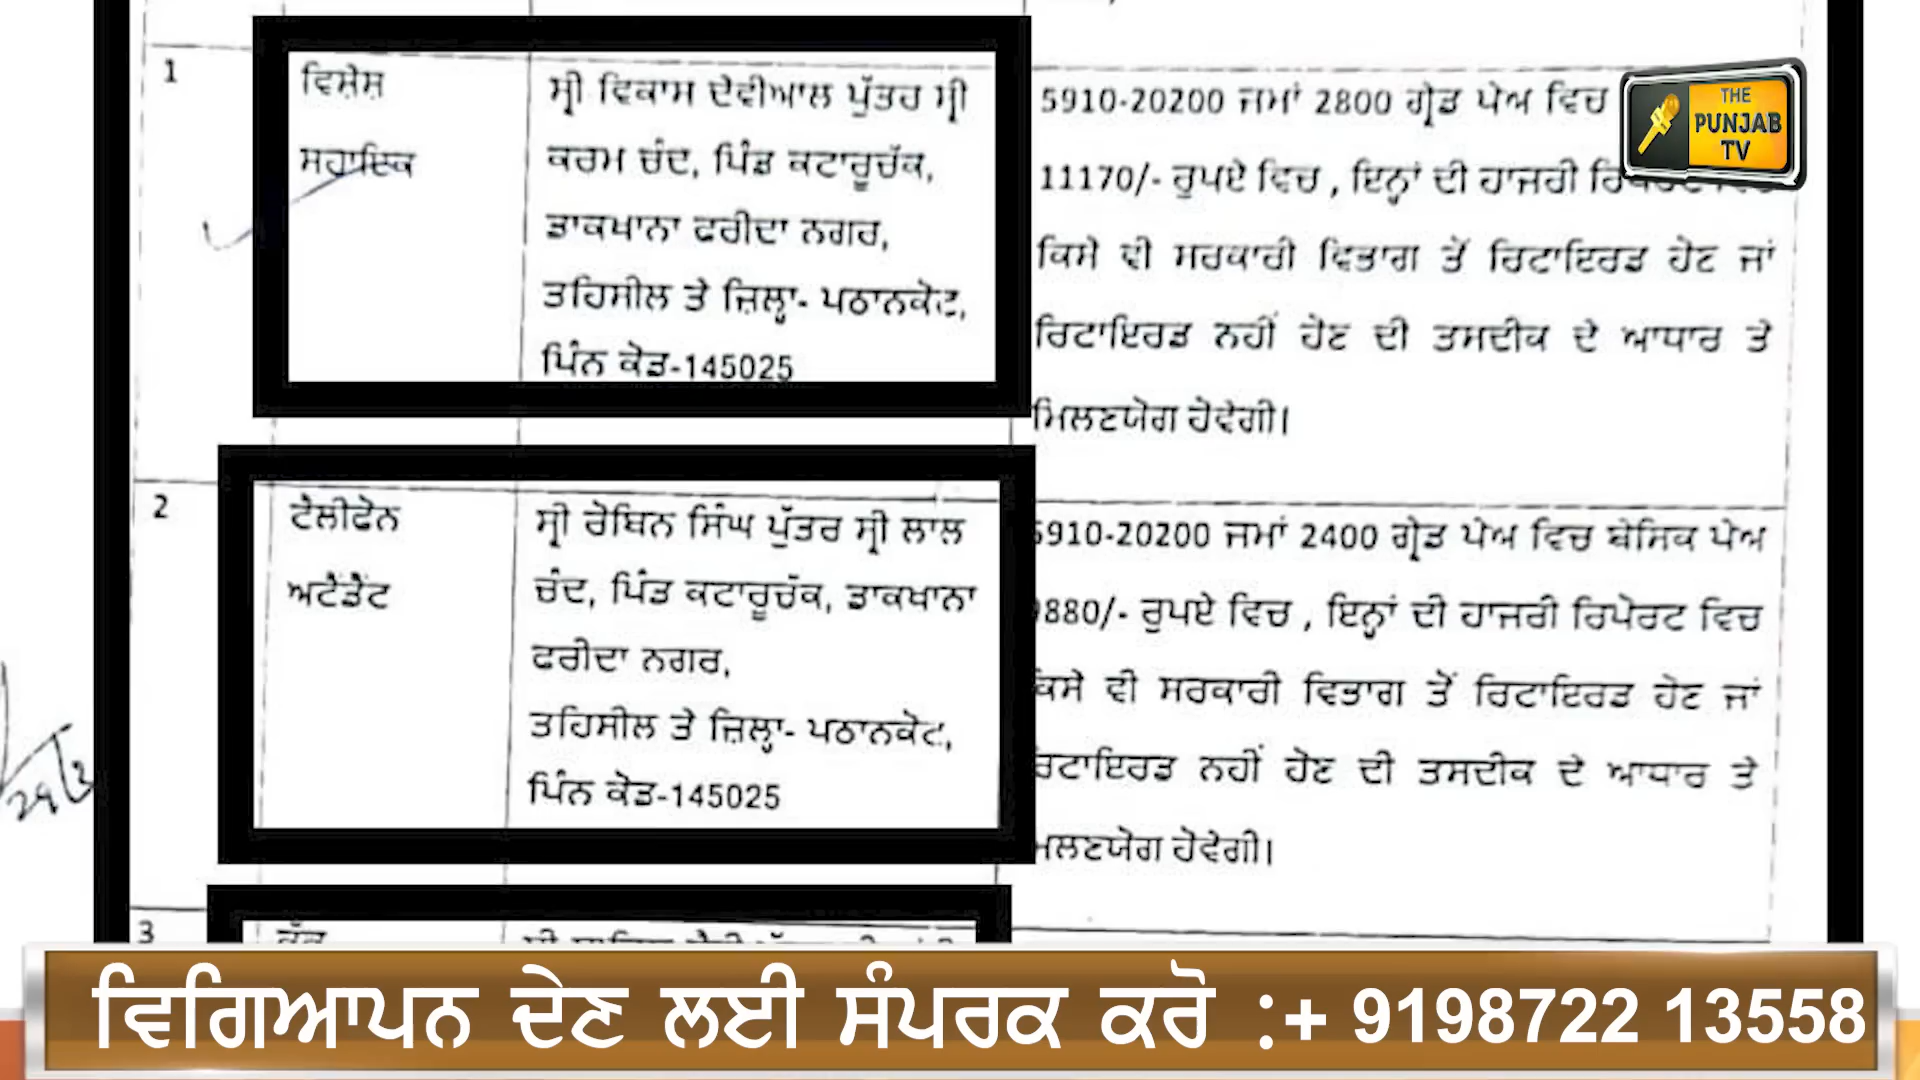 1
ਵਿਸ਼ੇਸ਼
ਸਹਾਇਕ
ਸ੍ਰੀ ਵਿਕਾਸ ਦੇਵੀਆਲ ਪੁੱਤਰ ਸ੍ਰੀ
ਕਰਮ ਚੰਦ, ਪਿੰਡ ਕਟਾਰੂਚੱਕ,
ਡਾਕਖਾਨਾ ਫਰੀਦਾ ਨਗਰ,
ਤਹਿਸੀਲ ਤੇ ਜ਼ਿਲ੍ਹਾ- ਪਠਾਨਕੋਟ,
ਪਿੰਨ ਕੋਡ-145025
5910-20200 ਜਮਾਂ 2800 ਗ੍ਰੇਡ ਪੇਅ ਵਿਚ
11170/- ਰੁਪਏ ਵਿਚ , ਇਨ੍ਹਾਂ ਦੀ ਹਾਜਰੀ
ਕਿਸੇ ਵੀ ਸਰਕਾਰੀ ਵਿਭਾਗ ਤੋਂ ਰਿਟਾਇਰਡ ਹੋਣ ਜਾਂ
ਰਿਟਾਇਰਡ ਨਹੀਂ ਹੋਣ ਦੀ ਤਸਦੀਕ ਦੇ ਆਧਾਰ ਤੇ
ਮਿਲਣਯੋਗ ਹੋਵੇਗੀ।
THE
PUNJAB
TV
2
ਟੈਲੀਫੋਨ
ਅਟੈਂਡੈਂਟ
ਸ੍ਰੀ ਰੋਬਿਨ ਸਿੰਘ ਪੁੱਤਰ ਸ੍ਰੀ ਲਾਲ
ਚੰਦ, ਪਿੰਡ ਕਟਾਰੂਚੱਕ, ਡਾਕਖਾਨਾ
ਫਰੀਦਾ ਨਗਰ,
ਤਹਿਸੀਲ ਤੇ ਜ਼ਿਲ੍ਹਾ- ਪਠਾਨਕੋਟ,
ਪਿੰਨ ਕੋਡ-145025
5910-20200 ਜਮਾਂ 2400 ਗ੍ਰੇਡ ਪੇਅ ਵਿਚ ਬੇਸਿਕ ਪੇਅ
9880/- ਰੁਪਏ ਵਿਚ , ਇਨ੍ਹਾਂ ਦੀ ਹਾਜਰੀ ਰਿਪੋਰਟ ਵਿਚ
ਕਿਸੇ ਵੀ ਸਰਕਾਰੀ ਵਿਭਾਗ ਤੋਂ ਰਿਟਾਇਰਡ ਹੋਣ ਜਾਂ
ਰਿਟਾਇਰਡ ਨਹੀਂ ਹੋਣ ਦੀ ਤਸਦੀਕ ਦੇ ਆਧਾਰ ਤੇ
ਮਿਲਣਯੋਗ ਹੋਵੇਗੀ।
3
ਵਿਗਿਆਪਨ ਦੇਣ ਲਈ ਸੰਪਰਕ ਕਰੋ :+ 9198722 13558